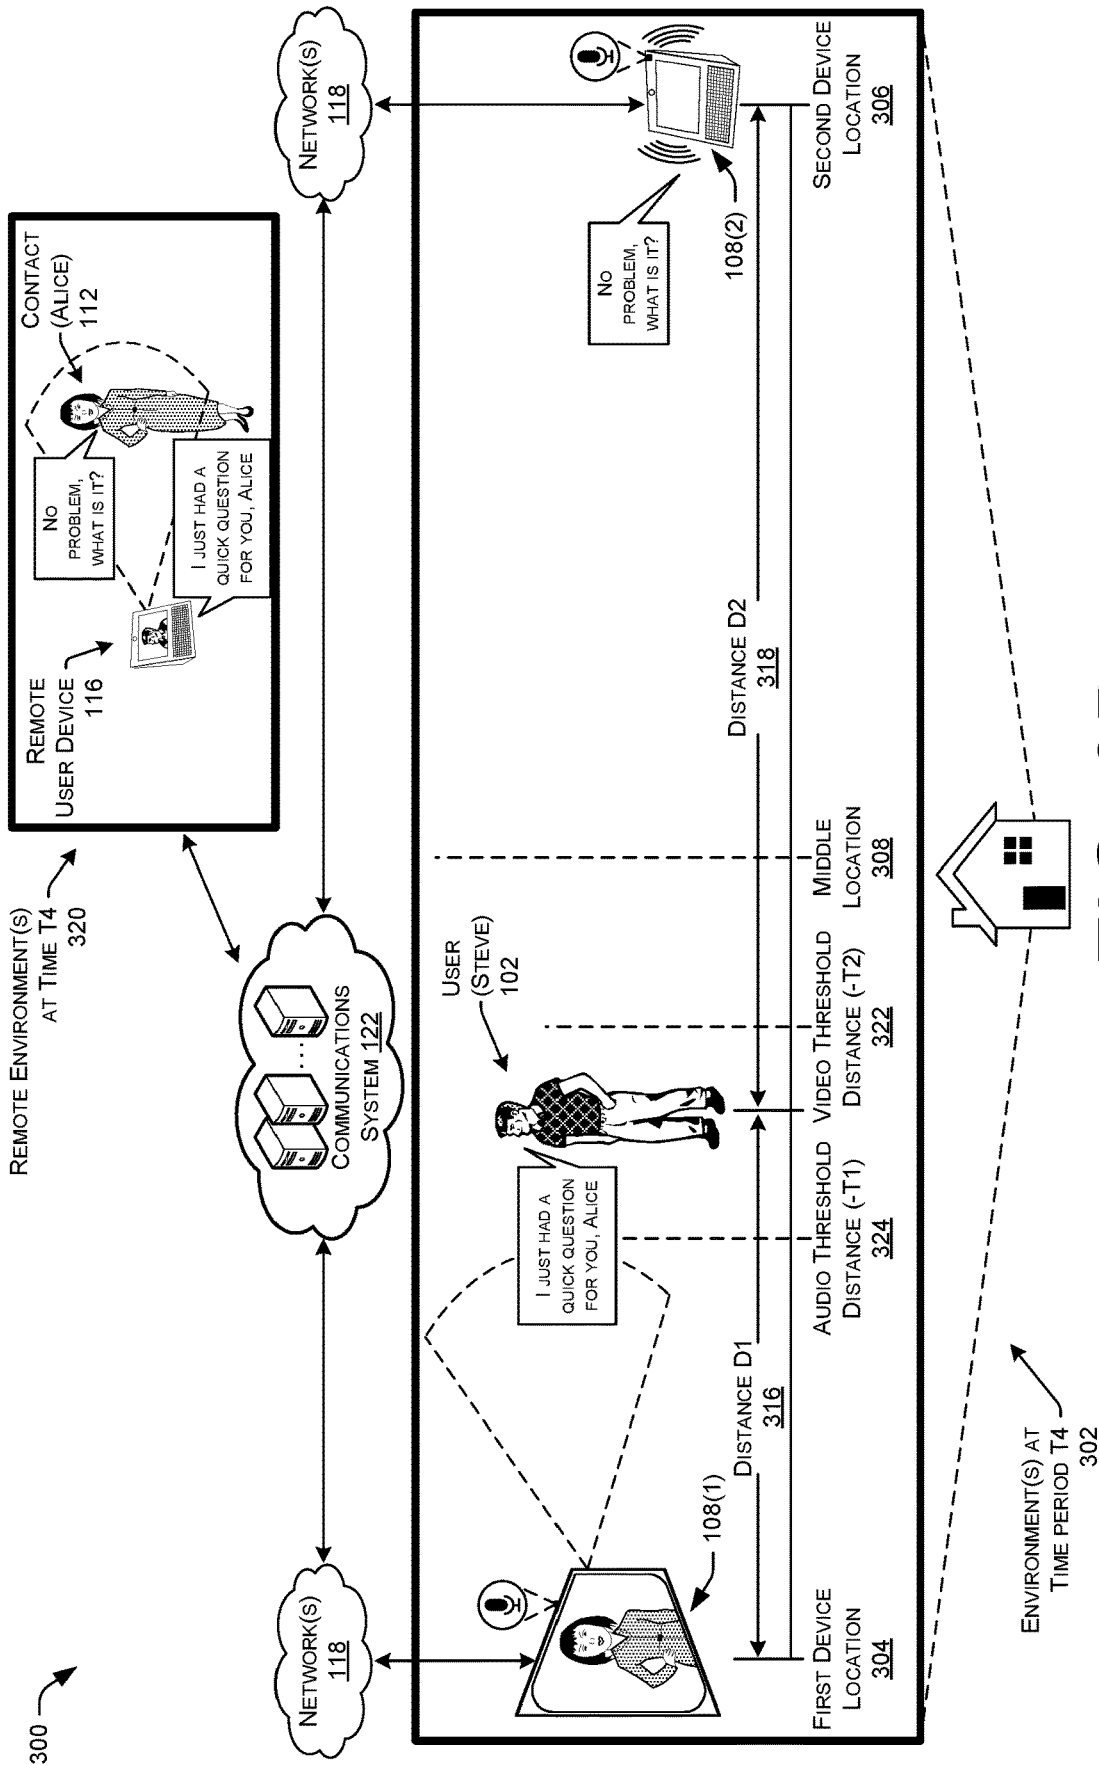 300
REMOTE ENVIRONMENT(S)
AT TIME T4
320
REMOTE
USER DEVICE
116
NO
PROBLEM,
WHAT IS IT?
I JUST HAD A
QUICK QUESTION
FOR YOU, ALICE
CONTACT
(ALICE)
112
NETWORK(S)
118
COMMUNICATIONS
SYSTEM 122
NETWORK(S)
118
USER
(STEVE)
102
I JUST HAD A
QUICK QUESTION
FOR YOU, ALICE
NO
PROBLEM,
WHAT IS IT?
108(1)
108(2)
DISTANCE D1
316
DISTANCE D2
318
FIRST DEVICE
LOCATION
304
AUDIO THRESHOLD
DISTANCE (-T1)
324
VIDEO THRESHOLD
DISTANCE (-T2)
322
MIDDLE
LOCATION
308
SECOND DEVICE
LOCATION
306
ENVIRONMENT(S) AT
TIME PERIOD T4
302